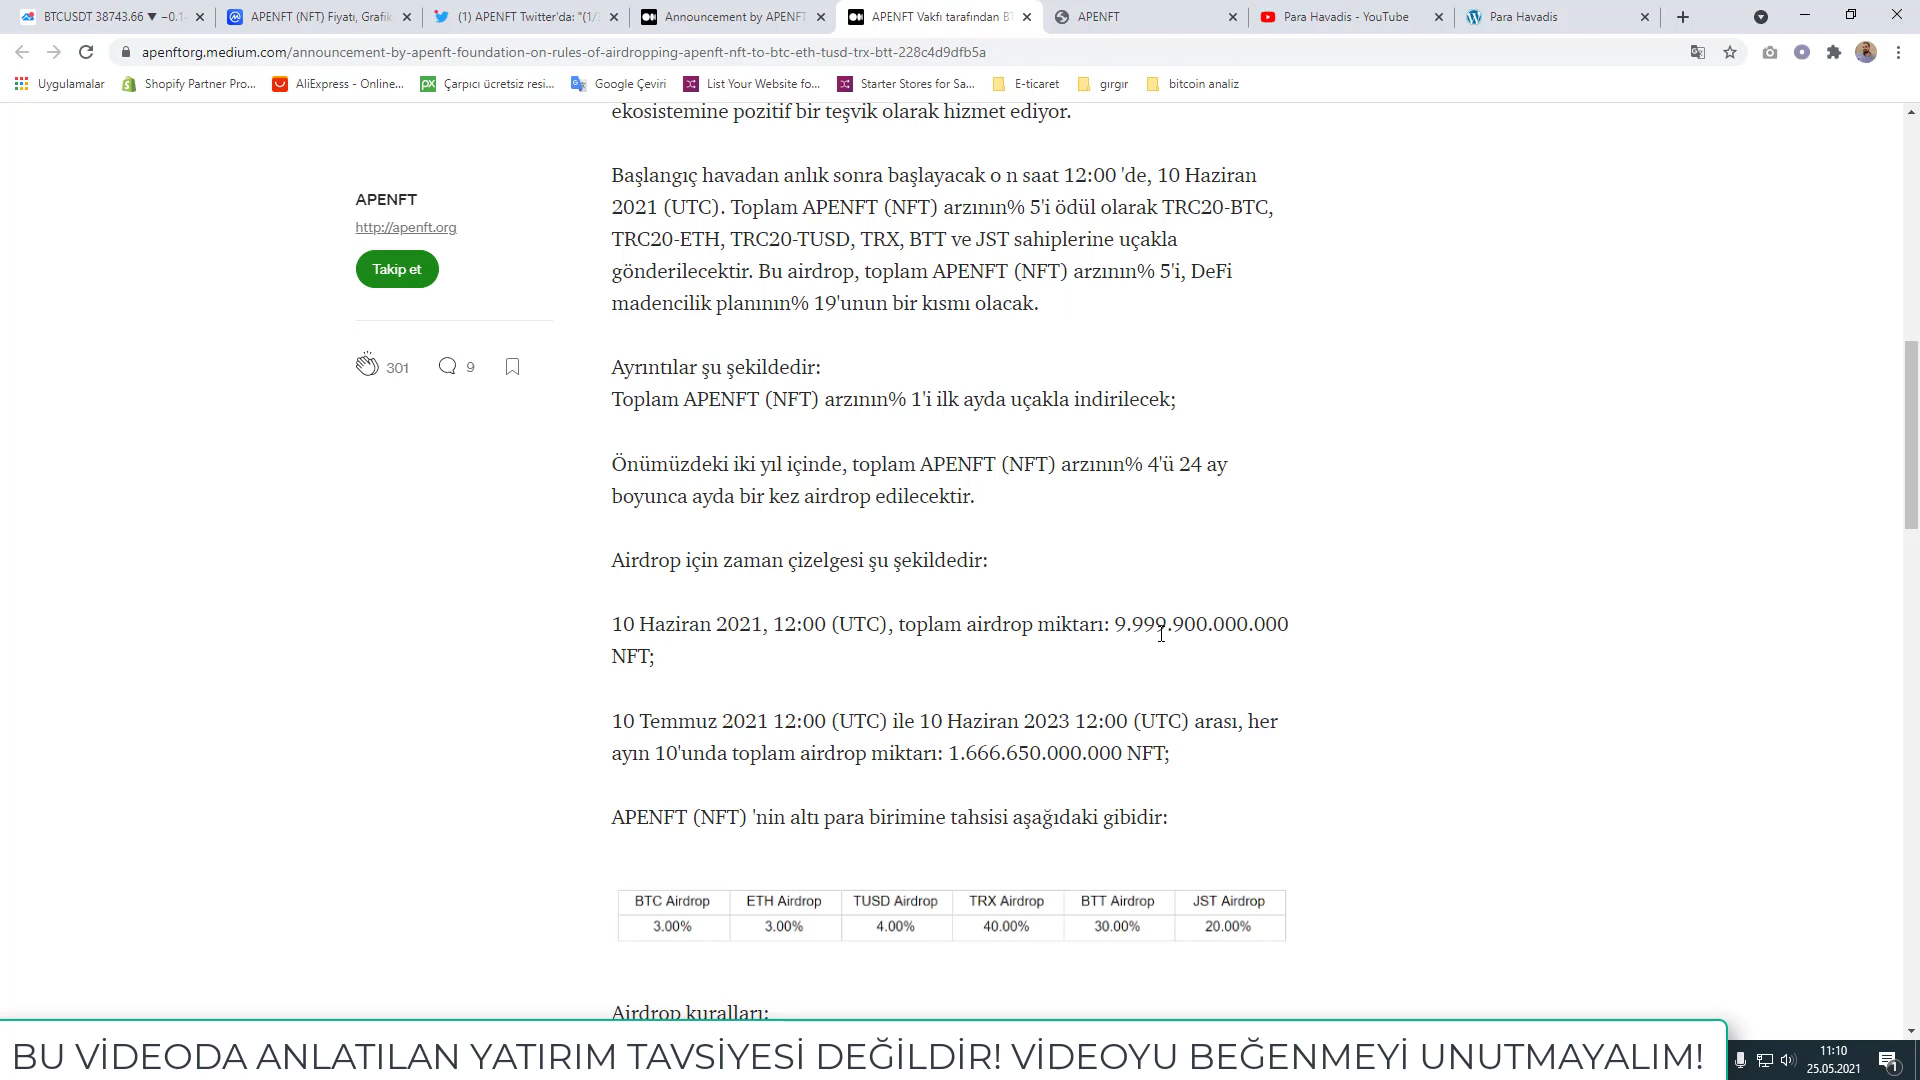 BTCUSDT 38743.66 ▼ −0.1
APENFT (NFT) Fiyatı, Grafik
(1) APENFT Twitter'da: "(1/
Announcement by APENFT
APENFT Vakfı tarafından BT
APENFT
Para Havadis - YouTube
Para Havadis
apenftorg.medium.com/announcement-by-apenft-foundation-on-rules-of-airdropping-apenft-nft-to-btc-eth-tusd-trx-btt-228c4d9dfb5a
Uygulamalar
Shopify Partner Pro...
AliExpress - Online...
Çarpıcı ücretsiz resi...
Google Çeviri
List Your Website fo...
Starter Stores for Sa...
E-ticaret
gırgır
bitcoin analiz
ekosistemine pozitif bir teşvik olarak hizmet ediyor.
APENFT
http://apenft.org
Takip et
301
9
Başlangıç havadan anlık sonra başlayacak o n saat 12:00 'de, 10 Haziran
2021 (UTC). Toplam APENFT (NFT) arzının% 5'i ödül olarak TRC20-BTC,
TRC20-ETH, TRC20-TUSD, TRX, BTT ve JST sahiplerine uçakla
gönderilecektir. Bu airdrop, toplam APENFT (NFT) arzının% 5'i, DeFi
madencilik planının% 19'unun bir kısmı olacak.
Ayrıntılar şu şekildedir:
Toplam APENFT (NFT) arzının% 1'i ilk ayda uçakla indirilecek;
Önümüzdeki iki yıl içinde, toplam APENFT (NFT) arzının% 4'ü 24 ay
boyunca ayda bir kez airdrop edilecektir.
Airdrop için zaman çizelgesi şu şekildedir:
10 Haziran 2021, 12:00 (UTC), toplam airdrop miktarı: 9.999.900.000.000
NFT;
10 Temmuz 2021 12:00 (UTC) ile 10 Haziran 2023 12:00 (UTC) arası, her
ayın 10'unda toplam airdrop miktarı: 1.666.650.000.000 NFT;
APENFT (NFT) 'nin altı para birimine tahsisi aşağıdaki gibidir:
BTC Airdrop ETH Airdrop TUSD Airdrop TRX Airdrop BTT Airdrop JST Airdrop
3.00% 3.00% 4.00% 40.00% 30.00% 20.00%
Airdrop kuralları:
BU VİDEODA ANLATILAN YATIRIM TAVSİYESİ DEĞİLDİR! VİDEOYU BEĞENMEYİ UNUTMAYALIM!
11:10
25.05.2021
1